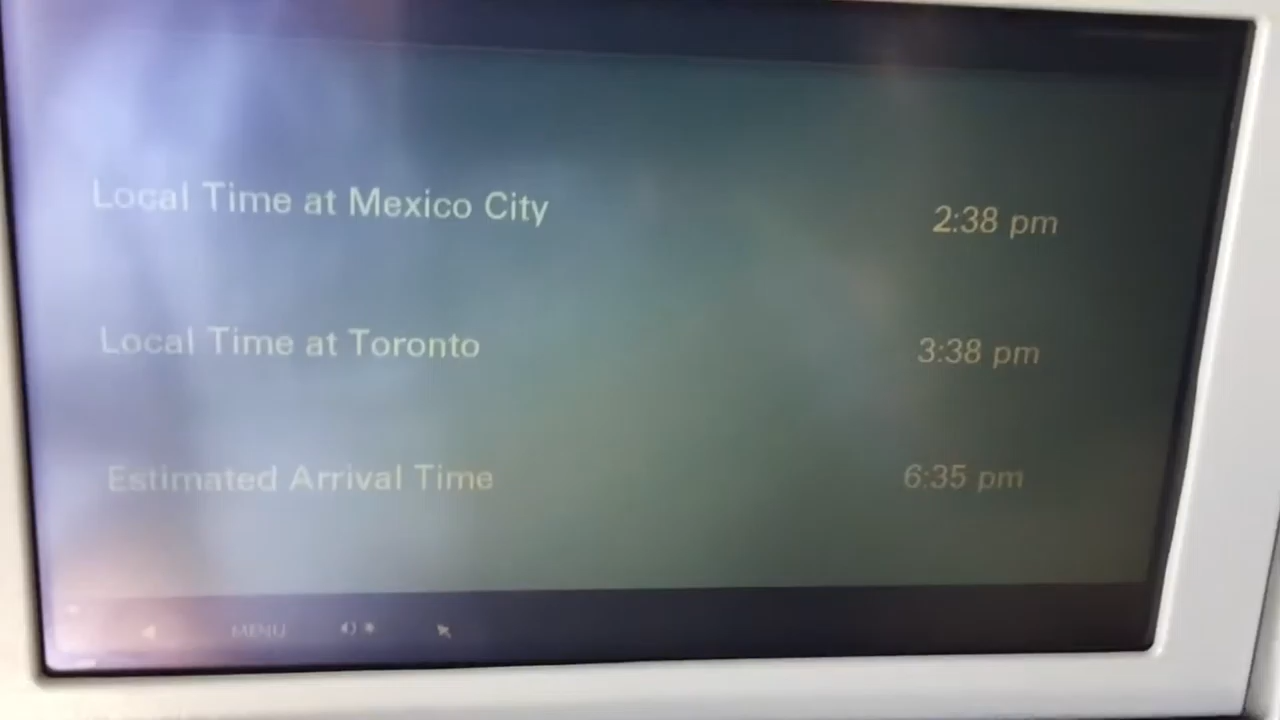 Local Time at Mexico City 2:38 pm
Local Time at Toronto 3:38 pm
Estimated Arrival Time 6:35 pm
MENU